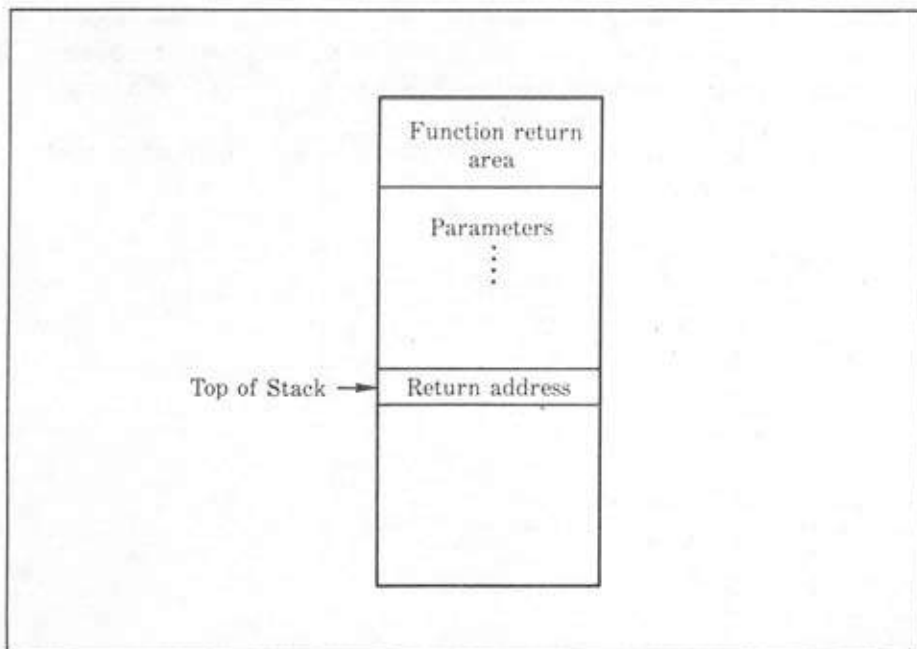 Function return
area
Parameters
Top of Stack
Return address